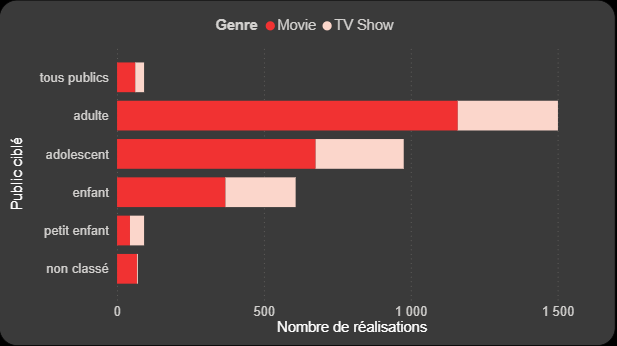 Genre Movie TV Show
tous publics
adulte
adolescent
enfant
petit enfant
non classé
Public ciblé
0 500 1 000 1 500
Nombre de réalisations